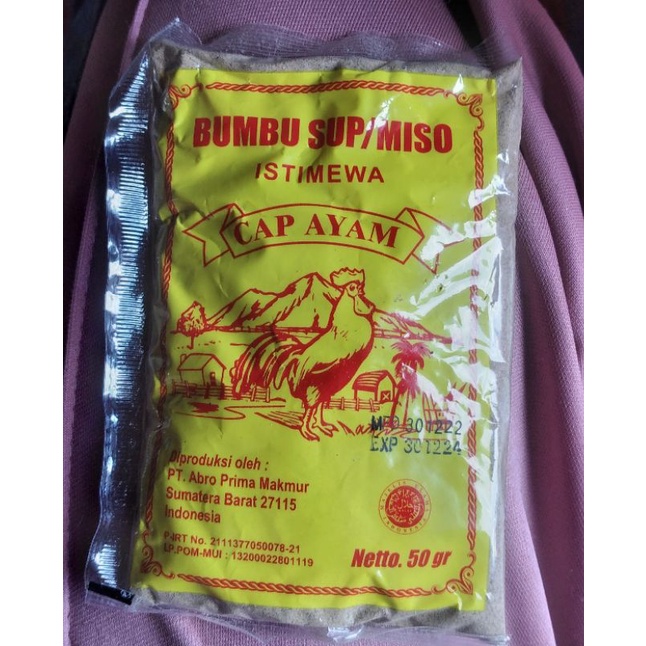 BUMBU SUP/MISO
ISTIMEWA
CAP AYAM
MFD 301222
EXP 301224
Diproduksi oleh :
PT. Abro Prima Makmur
Sumatera Barat 27115
Indonesia
P-IRT No. 2111377050078-21
LP.POM-MUI : 13200022801119
Netto. 50 gr